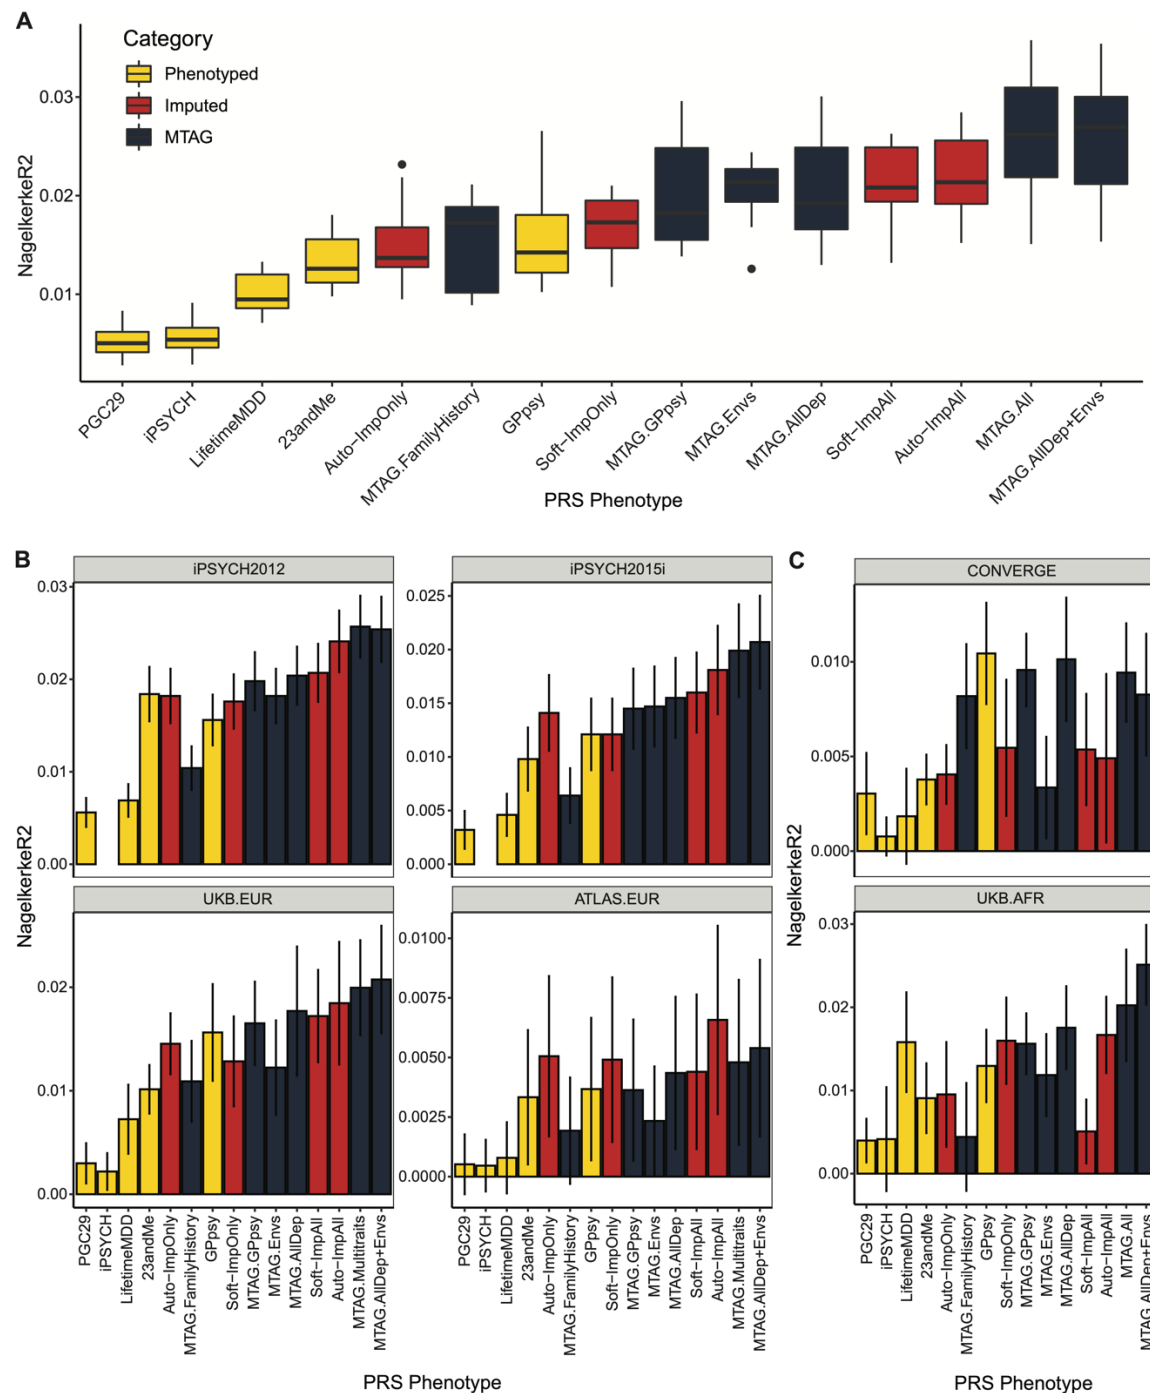 A
Category
Phenotyped
Imputed
MTAG
NagelkerkeR2
0.03
0.02
0.01
PGC29
iPSYCH
LifetimeMDD
23andMe
Auto-ImpOnly
MTAG.FamilyHistory
GPpsy
Soft-ImpOnly
MTAG.GPpsy
MTAG.Envs
MTAG.AllDep
Soft-ImpAll
Auto-ImpAll
MTAG.All
MTAG.AllDep+Envs
PRS Phenotype
B
NagelkerkeR2
iPSYCH2012
0.03
0.02
0.01
0.00
iPSYCH2015i
0.025
0.020
0.015
0.010
0.005
0.000
UKB.EUR
0.02
0.01
0.00
ATLAS.EUR
0.0100
0.0075
0.0050
0.0025
0.0000
PGC29
iPSYCH
LifetimeMDD
23andMe
Auto-ImpOnly
MTAG.FamilyHistory
GPpsy
Soft-ImpOnly
MTAG.GPpsy
MTAG.Envs
MTAG.AllDep
Soft-ImpAll
Auto-ImpAll
MTAG.Multitraits
MTAG.AllDep+Envs
PGC29
iPSYCH
LifetimeMDD
23andMe
Auto-ImpOnly
MTAG.FamilyHistory
GPpsy
Soft-ImpOnly
MTAG.GPpsy
MTAG.Envs
MTAG.AllDep
Soft-ImpAll
Auto-ImpAll
MTAG.Multitraits
MTAG.AllDep+Envs
PRS Phenotype
C
NagelkerkeR2
CONVERGE
0.010
0.005
0.000
UKB.AFR
0.03
0.02
0.01
0.00
PGC29
iPSYCH
LifetimeMDD
23andMe
Auto-ImpOnly
MTAG.FamilyHistory
GPpsy
Soft-ImpOnly
MTAG.GPpsy
MTAG.Envs
MTAG.AllDep
Soft-ImpAll
Auto-ImpAll
MTAG.All
MTAG.AllDep+Envs
PRS Phenotype